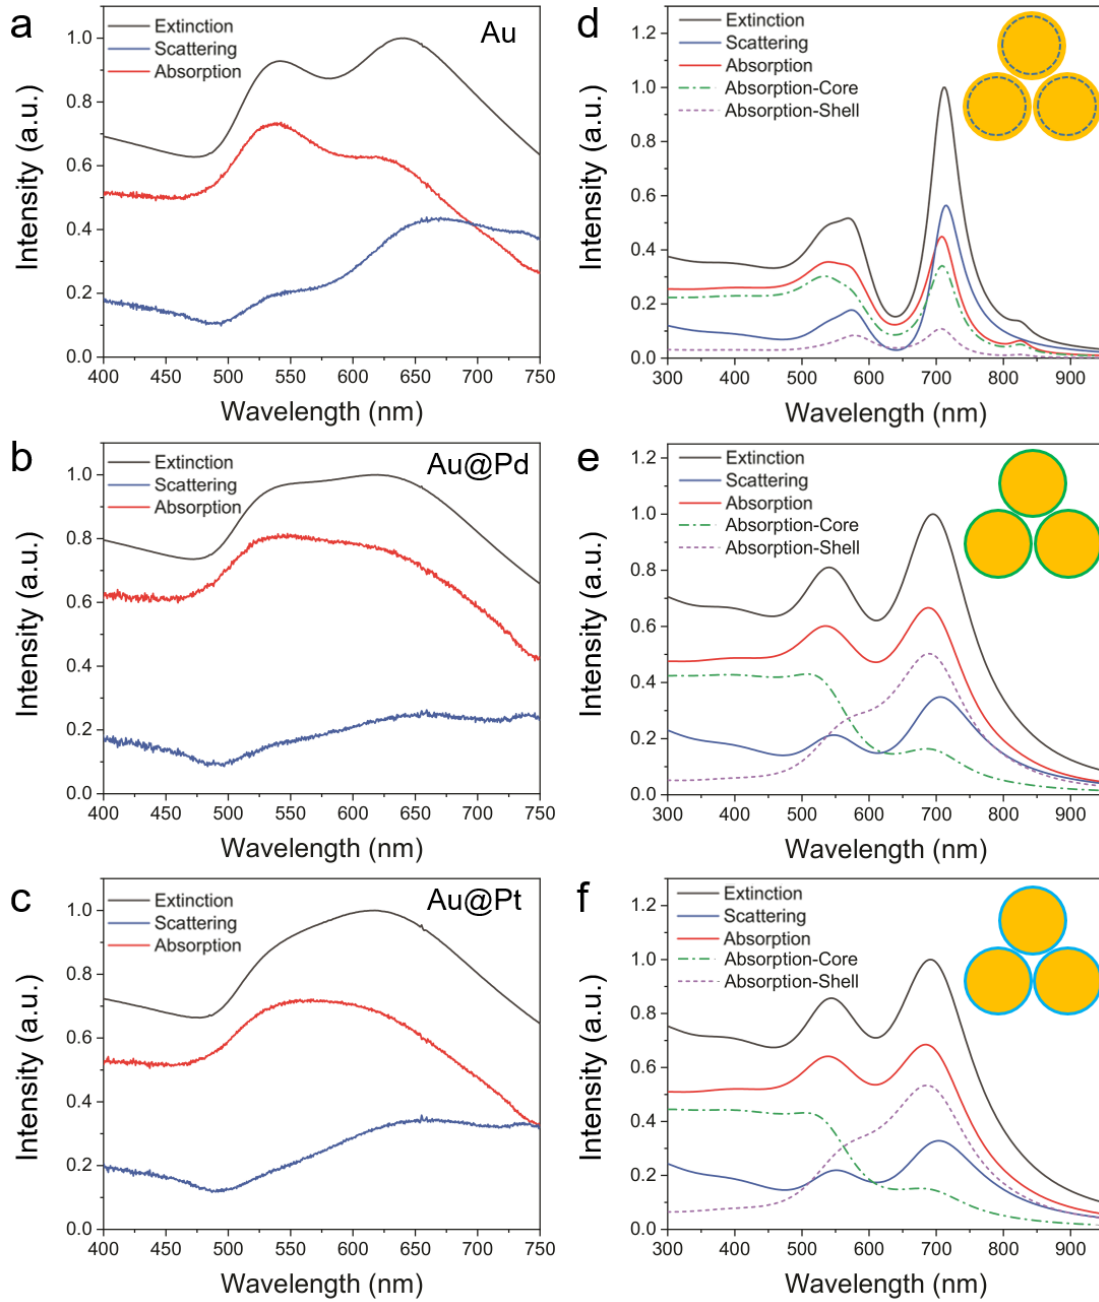 a
Au
Extinction
Scattering
Absorption
Intensity (a.u.)
1.0
0.8
0.6
0.4
0.2
0.0
400 450 500 550 600 650 700 750
Wavelength (nm)
d
Extinction
Scattering
Absorption
Absorption-Core
Absorption-Shell
Intensity (a.u.)
1.2
1.0
0.8
0.6
0.4
0.2
0.0
300 400 500 600 700 800 900
Wavelength (nm)
b
Au@Pd
Extinction
Scattering
Absorption
Intensity (a.u.)
1.0
0.8
0.6
0.4
0.2
0.0
400 450 500 550 600 650 700 750
Wavelength (nm)
e
Extinction
Scattering
Absorption
Absorption-Core
Absorption-Shell
Intensity (a.u.)
1.2
1.0
0.8
0.6
0.4
0.2
0.0
300 400 500 600 700 800 900
Wavelength (nm)
c
Au@Pt
Extinction
Scattering
Absorption
Intensity (a.u.)
1.0
0.8
0.6
0.4
0.2
0.0
400 450 500 550 600 650 700 750
Wavelength (nm)
f
Extinction
Scattering
Absorption
Absorption-Core
Absorption-Shell
Intensity (a.u.)
1.2
1.0
0.8
0.6
0.4
0.2
0.0
300 400 500 600 700 800 900
Wavelength (nm)